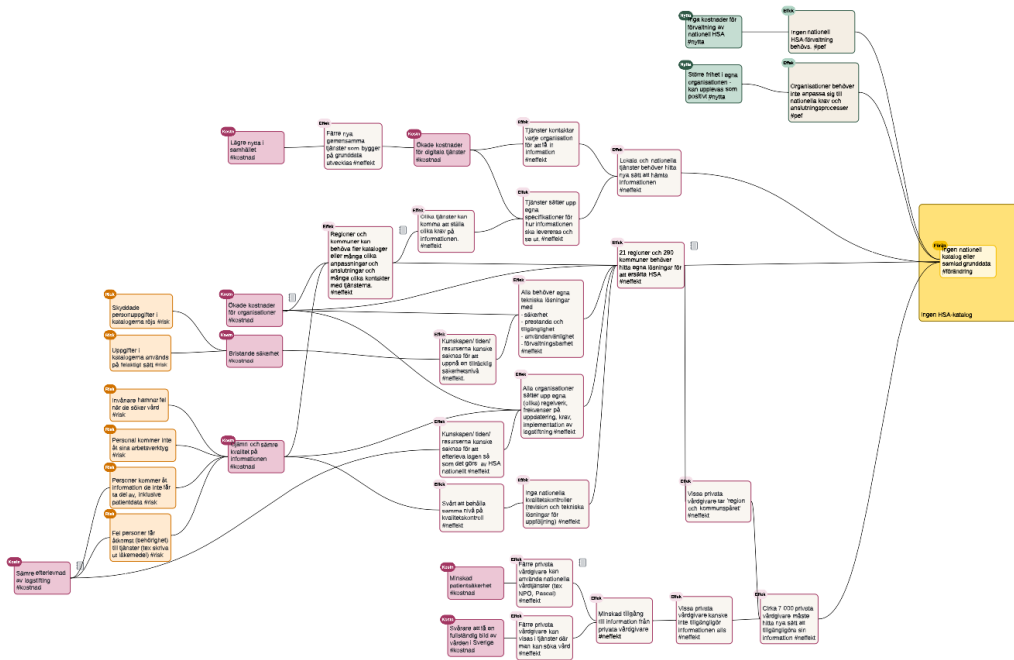 Nytta
Inga kostnader för
förvaltning av
nationell HSA
#nytta
Effekt
Ingen nationell
HSA-förvaltning
behövs. #pef
Nytta
Större frihet i egna
organisationen -
kan upplevas som
positivt #nytta
Effekt
Organisationer behöver
inte anpassa sig till
nationella krav och
anslutningsprocesser
#pef
Kostn
Lägre nytta i
samhället
#kostnad
Effekt
Färre nya
gemensamma
tjänster som bygger
på grunddata
utvecklas #neffekt
Kostn
Ökade kostnader
för digitala tjänster
#kostnad
Effekt
Tjänster kontaktar
varje organisation
för att få in
information
#neffekt
Effekt
Lokala och nationella
tjänster behöver hitta
nya sätt att hämta
informationen
#neffekt
Effekt
Tjänster sätter upp
egna
specifikationer för
hur informationen
ska levereras och
se ut. #neffekt
Effekt
Olika tjänster kan
komma att ställa
olika krav på
informationen.
#neffekt
Effekt
Regioner och
kommuner kan
behöva fler kataloger
eller många olika
anpassningar och
anslutningar och
många olika kontakter
med tjänsterna.
#neffekt
Effekt
21 regioner och 290
kommuner behöver
hitta egna lösningar för
att ersätta HSA
#neffekt
Ingen nationell
katalog eller
samlad grunddata
#förändring
Ingen HSA-katalog
Risk
Skyddade
personuppgifter i
katalogerna röjs #risk
Kostn
Ökade kostnader
för organisationer
#kostnad
Effekt
Alla behöver egna
tekniska lösningar
med
- säkerhet
- prestanda och
tillgänglighet
- användarvänlighet
- förvaltningsbarhet
#neffekt
Risk
Uppgifter i
katalogerna används
på felaktigt sätt #risk
Kostn
Bristande säkerhet
#kostnad
Effekt
Kunskapen/ tiden/
resurserna kanske
saknas för att
uppnå en tillräcklig
säkerhetsnivå
#neffekt.
Effekt
Alla organisationer
sätter upp egna
(olika) regelverk,
frekvenser på
uppdatering, krav,
implementation av
lagstiftning #neffekt
Risk
Invånare hamnar fel
när de söker vård
#risk
Risk
Personal kommer inte
åt sina arbetsverktyg
#risk
Kostn
Ojämn och sämre
kvalitet på
informationen
#kostnad
Effekt
Kunskapen/ tiden/
resurserna kanske
saknas för att
efterleva lagen så
som det görs av HSA
nationellt #neffekt
Risk
Personer kommer åt
information de inte får
ta del av, inklusive
patientdata #risk
Effekt
Svårt att behålla
samma nivå på
kvalitetskontroll
#neffekt
Effekt
Inga nationella
kvalitetskontroller
(revision och tekniska
lösningar för
uppföljning) #neffekt
Effekt
Vissa privata
vårdgivare tar 'region
och kommunspåret'
#neffekt
Risk
Fel personer får
åtkomst (behörighet)
till tjänster (tex skriva
ut läkemedel) #risk
Kostn
Sämre efterlevnad
av lagstiftning
#kostnad
Kostn
Minskad
patientsäkerhet
#kostnad
Effekt
Färre privata
vårdgivare kan
använda nationella
vårdtjänster (tex
NPÖ, Pascal)
#neffekt
Kostn
Svårare att få en
fullständig bild av
vården i Sverige
#kostnad
Effekt
Färre privata
vårdgivare kan
visas i tjänster där
man kan söka vård
#neffekt
Effekt
Minskad tillgång
till information från
privata vårdgivare
#neffekt
Effekt
Vissa privata
vårdgivare kanske
inte tillgängliggör
informationen alls
#neffekt
Effekt
Cirka 7 000 privata
vårdgivare måste
hitta nya sätt att
tillgängliggöra sin
information
#neffekt